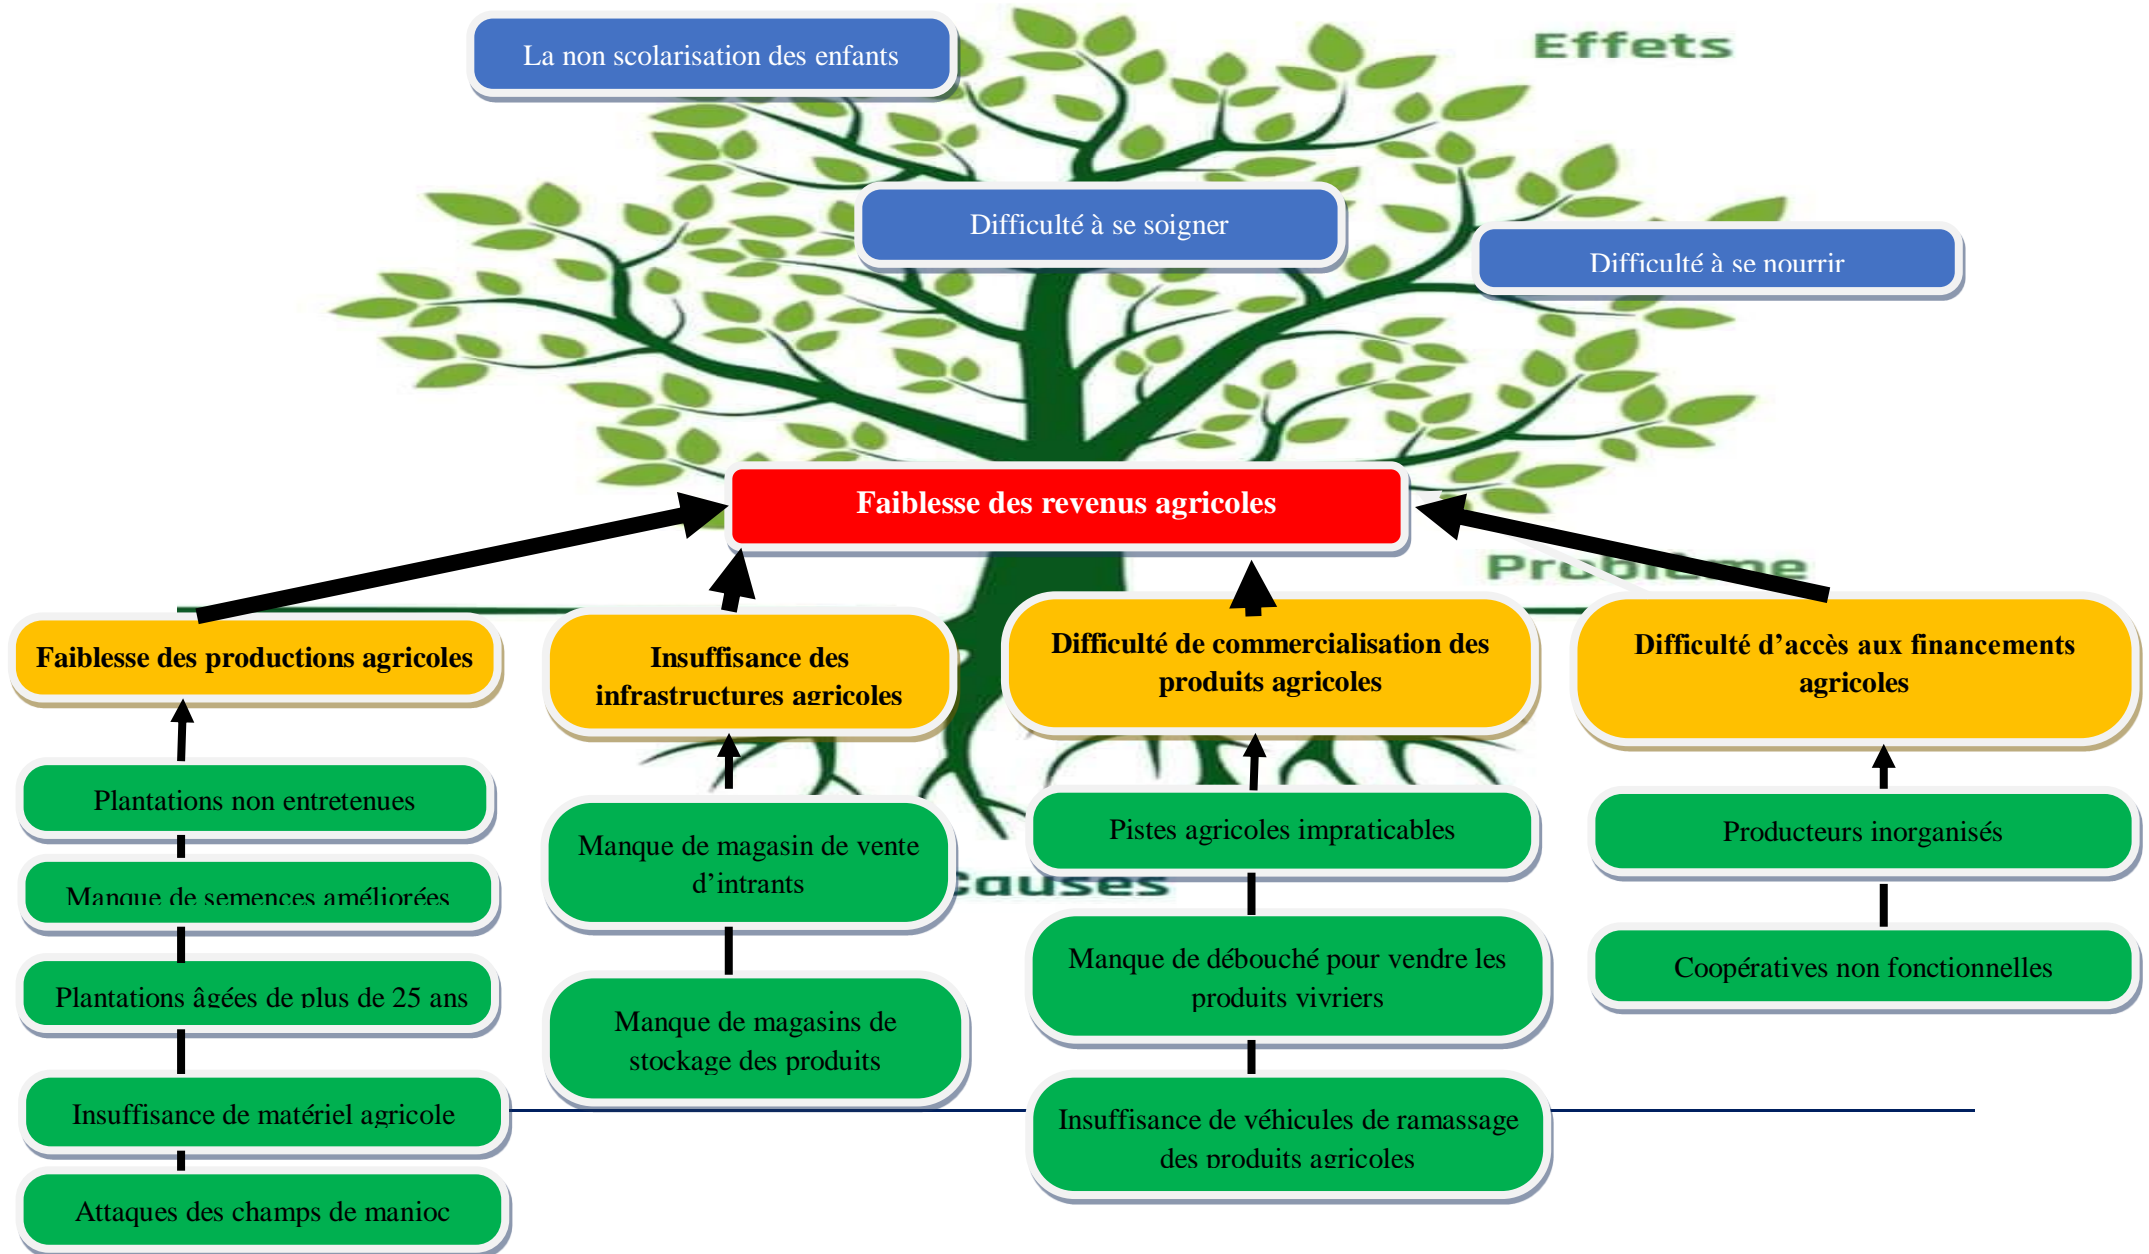 Effets
La non scolarisation des enfants
Difficulté à se soigner
Difficulté à se nourrir
Faiblesse des revenus agricoles
Problème
Faiblesse des productions agricoles
Insuffisance des
infrastructures agricoles
Difficulté de commercialisation des
produits agricoles
Difficulté d’accès aux financements
agricoles
Plantations non entretenues
Manque de semences améliorées
Plantations âgées de plus de 25 ans
Insuffisance de matériel agricole
Attaques des champs de manioc
Manque de magasin de vente
d’intrants
Manque de magasins de
stockage des produits
Causes
Pistes agricoles impraticables
Manque de débouché pour vendre les
produits vivriers
Insuffisance de véhicules de ramassage
des produits agricoles
Producteurs inorganisés
Coopératives non fonctionnelles